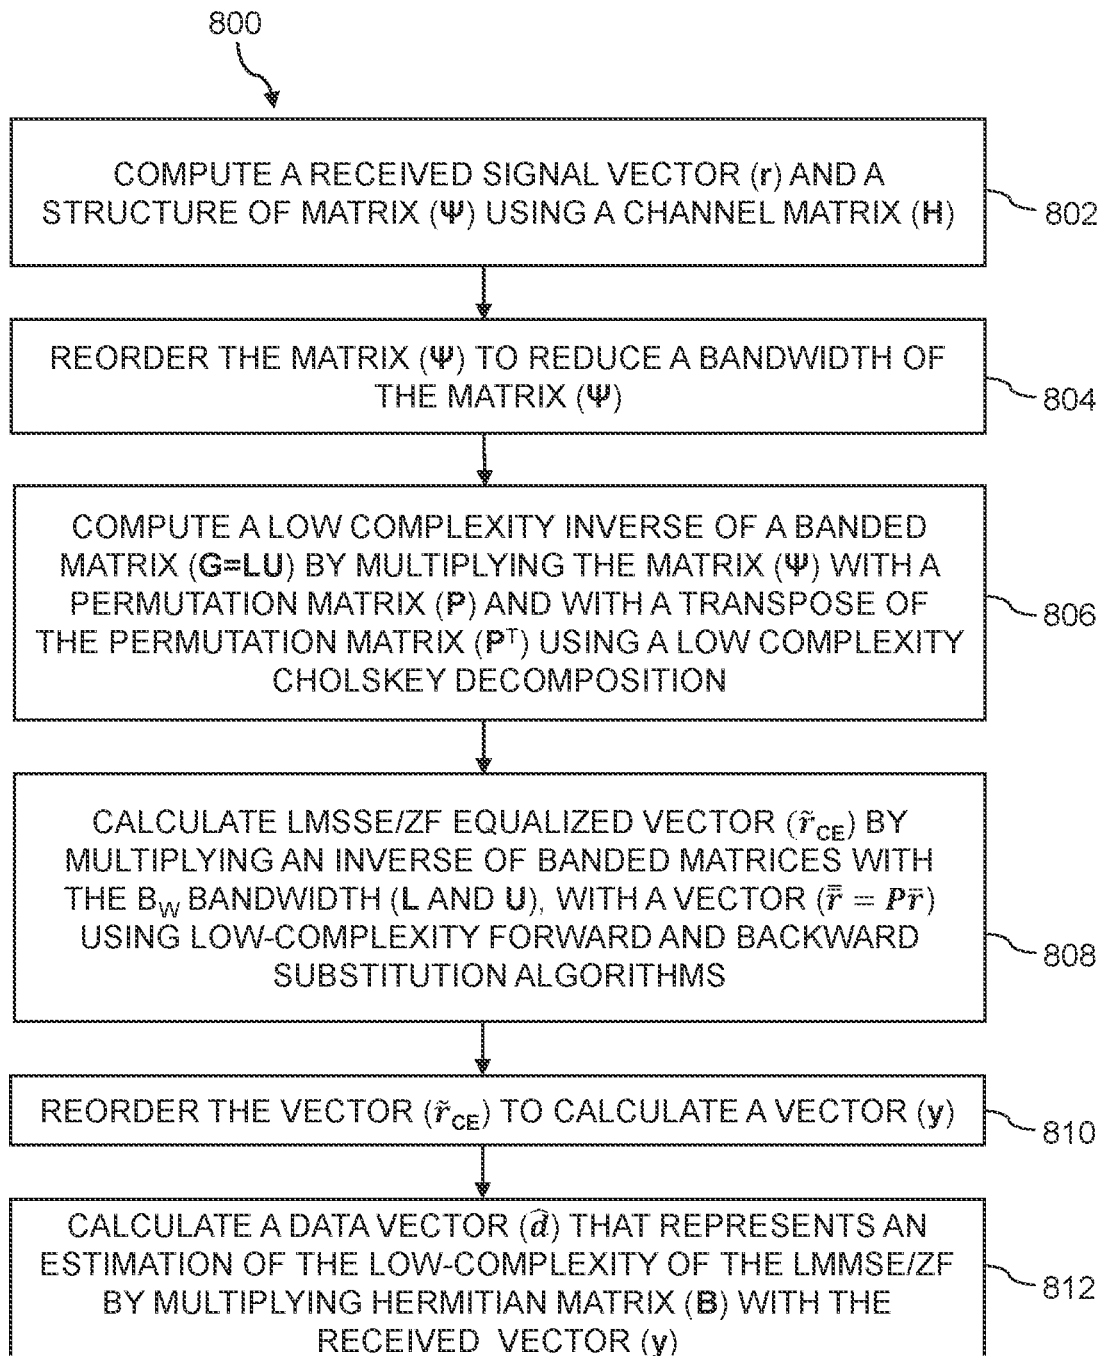 800
COMPUTE A RECEIVED SIGNAL VECTOR (r) AND A
STRUCTURE OF MATRIX (Ψ) USING A CHANNEL MATRIX (H)
802
REORDER THE MATRIX (Ψ) TO REDUCE A BANDWIDTH OF
THE MATRIX (Ψ)
804
COMPUTE A LOW COMPLEXITY INVERSE OF A BANDED
MATRIX (G=LU) BY MULTIPLYING THE MATRIX (Ψ) WITH A
PERMUTATION MATRIX (P) AND WITH A TRANSPOSE OF
THE PERMUTATION MATRIX (Pᵀ) USING A LOW COMPLEXITY
CHOLSKEY DECOMPOSITION
806
CALCULATE LMSSE/ZF EQUALIZED VECTOR (r̃_CE) BY
MULTIPLYING AN INVERSE OF BANDED MATRICES WITH
THE B_W BANDWIDTH (L AND U), WITH A VECTOR (r̿ = Pr̄)
USING LOW-COMPLEXITY FORWARD AND BACKWARD
SUBSTITUTION ALGORITHMS
808
REORDER THE VECTOR (r̃_CE) TO CALCULATE A VECTOR (y)
810
CALCULATE A DATA VECTOR (d̂) THAT REPRESENTS AN
ESTIMATION OF THE LOW-COMPLEXITY OF THE LMMSE/ZF
BY MULTIPLYING HERMITIAN MATRIX (B) WITH THE
RECEIVED VECTOR (y)
812